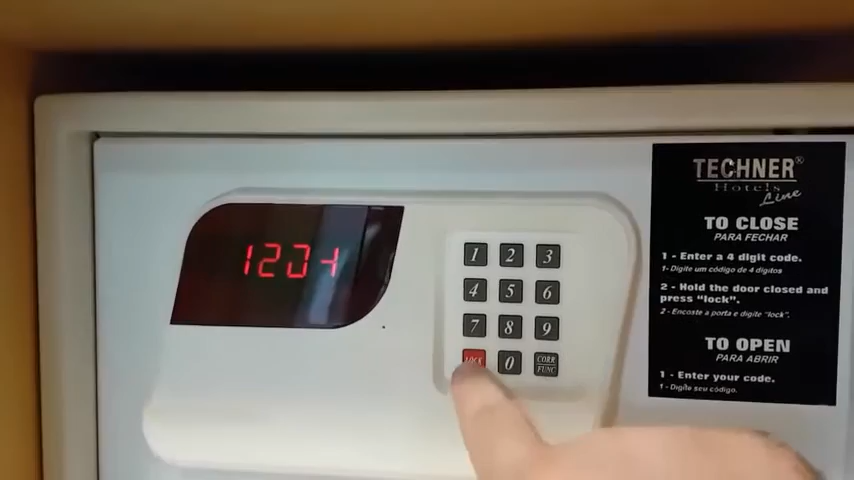 1204
1 2 3
4 5 6
7 8 9
LOCK 0 CORR
FUNC
TECHNER®
Hotels
Line
TO CLOSE
PARA FECHAR
1 - Enter a 4 digit code.
1 - Digite um código de 4 dígitos.
2 - Hold the door closed and
press "lock".
2 - Encoste a porta e digite "lock".
TO OPEN
PARA ABRIR
1 - Enter your code.
1 - Digite seu código.